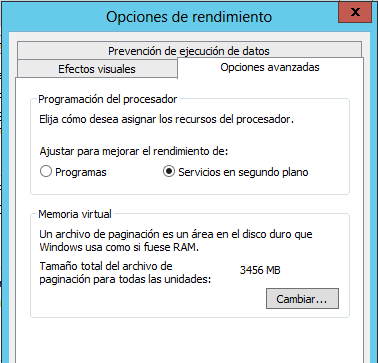 Opciones de rendimiento
x
Prevención de ejecución de datos
Efectos visuales
Opciones avanzadas
Programación del procesador
Elija cómo desea asignar los recursos del procesador.
Ajustar para mejorar el rendimiento de:
Programas
Servicios en segundo plano
Memoria virtual
Un archivo de paginación es un área en el disco duro que
Windows usa como si fuese RAM.
Tamaño total del archivo de
paginación para todas las unidades:
3456 MB
Cambiar...